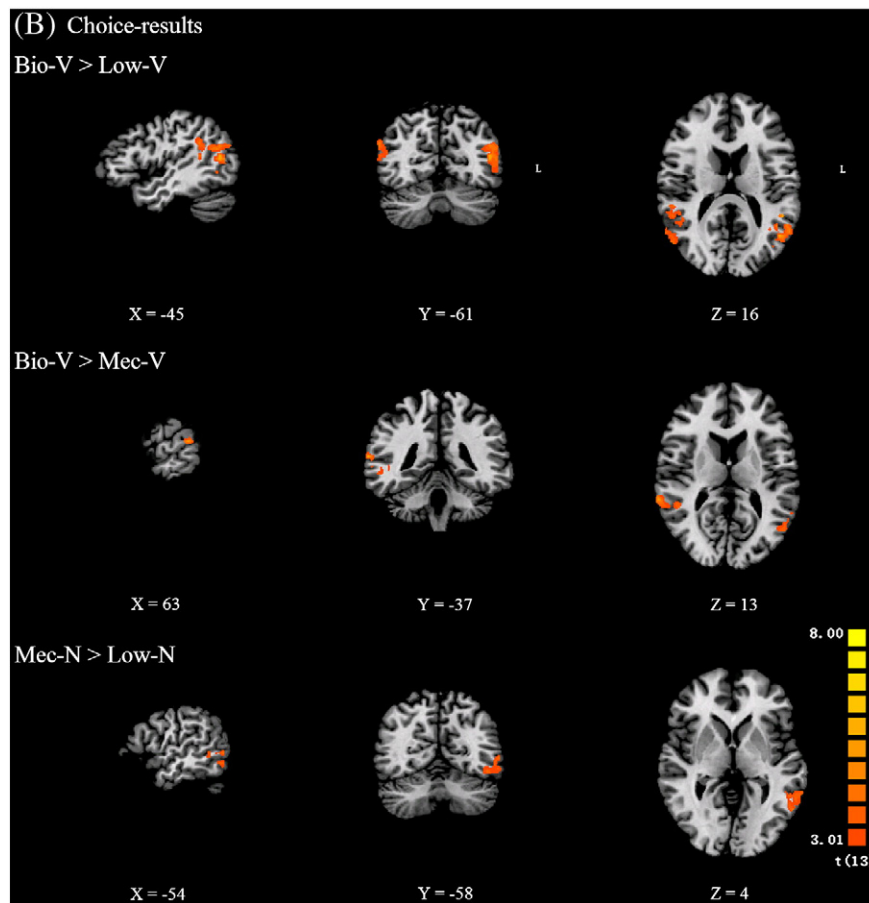 (B) Choice-results
Bio-V > Low-V
L
L
X = -45 Y = -61 Z = 16
Bio-V > Mec-V
X = 63 Y = -37 Z = 13
Mec-N > Low-N
8.00
3.01
t(13
X = -54 Y = -58 Z = 4